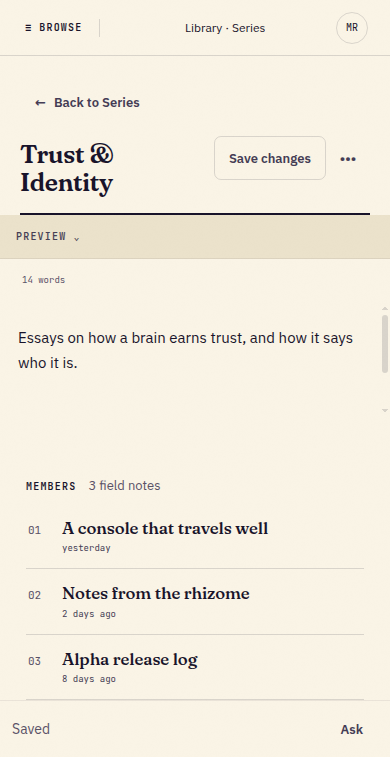 ≡ BROWSE
Library · Series
MR
← Back to Series
Trust &
Identity
Save changes
•••
PREVIEW ⌄
14 words
Essays on how a brain earns trust, and how it says
who it is.
MEMBERS 3 field notes
01 A console that travels well
yesterday
02 Notes from the rhizome
2 days ago
03 Alpha release log
8 days ago
Saved
Ask